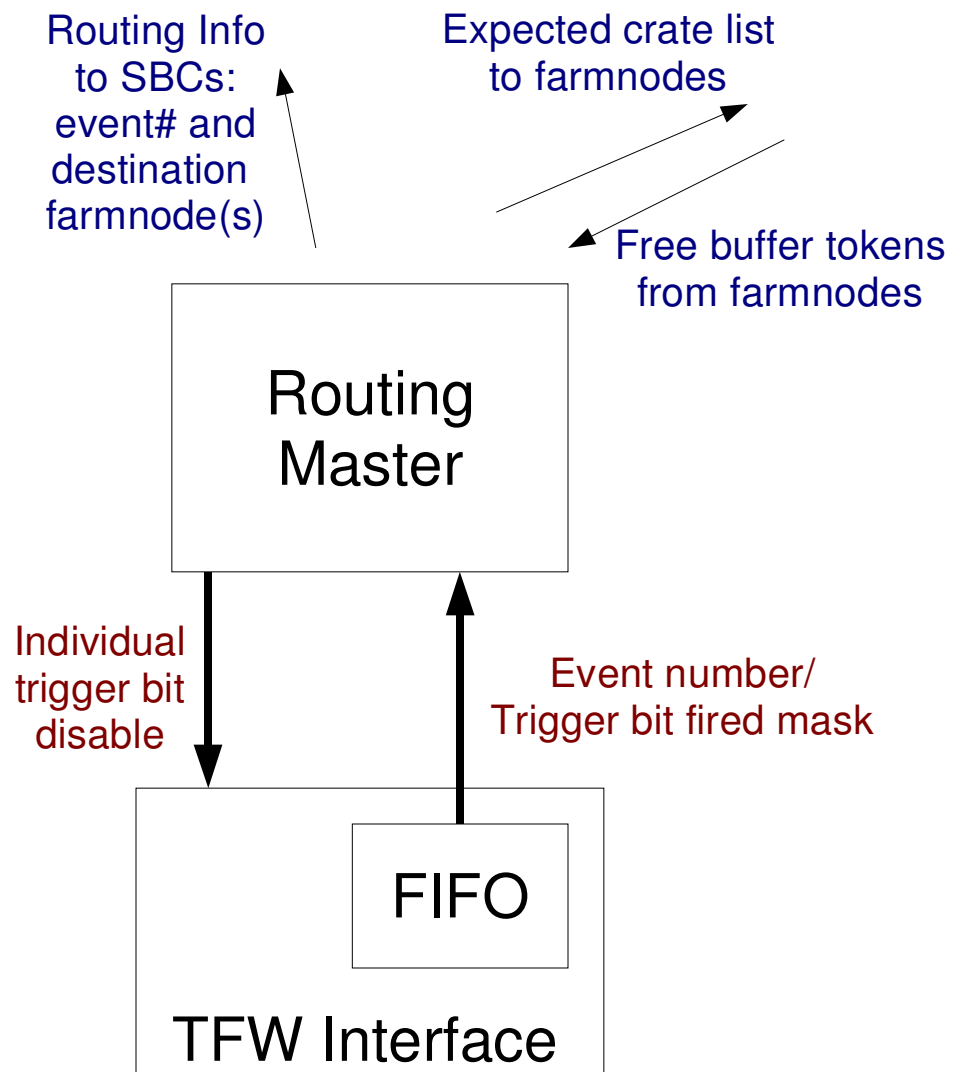 Routing Info
to SBCs:
event# and
destination
farmnode(s)
Expected crate list
to farmnodes
Free buffer tokens
from farmnodes
Routing
Master
Individual
trigger bit
disable
Event number/
Trigger bit fired mask
FIFO
TFW Interface